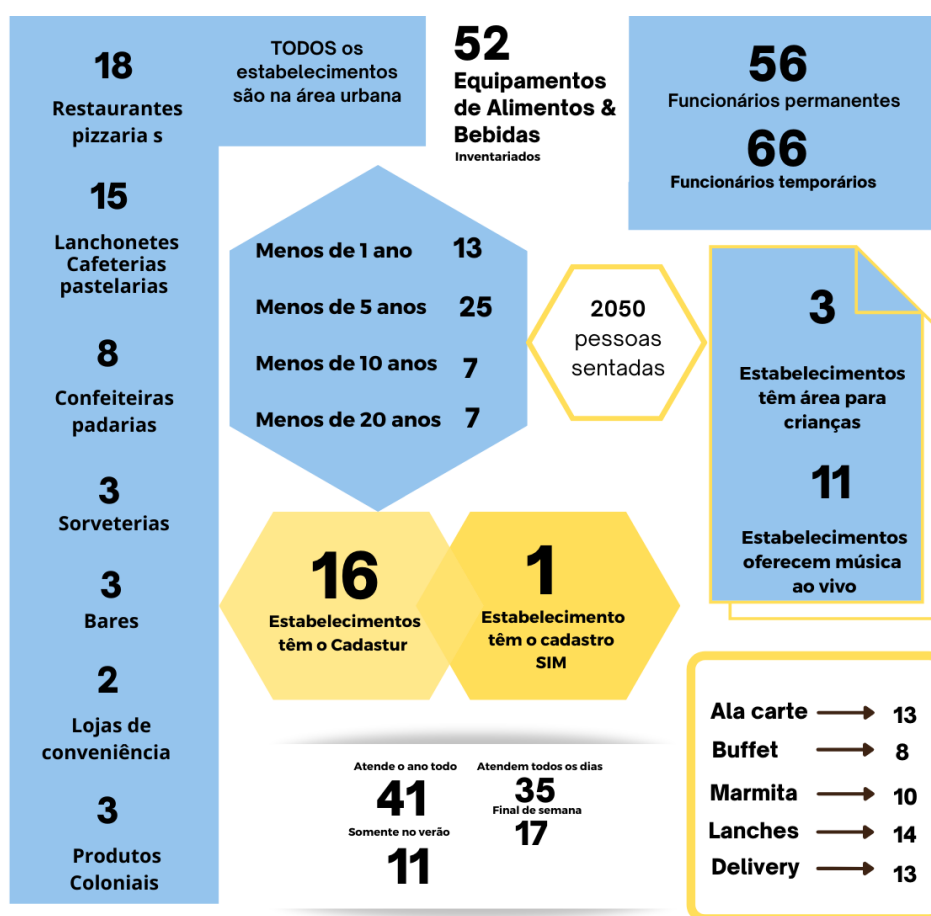 18
Restaurantes
pizzaria s
15
Lanchonetes
Cafeterias
pastelarias
8
Confeiteiras
padarias
3
Sorveterias
3
Bares
2
Lojas de
conveniência
3
Produtos
Coloniais
TODOS os
estabelecimentos
são na área urbana
52
Equipamentos
de Alimentos &
Bebidas
Inventariados
56
Funcionários permanentes
66
Funcionários temporários
Menos de 1 ano 13
Menos de 5 anos 25
Menos de 10 anos 7
Menos de 20 anos 7
2050
pessoas
sentadas
3
Estabelecimentos
têm área para
crianças
11
Estabelecimentos
oferecem música
ao vivo
16
Estabelecimentos
têm o Cadastur
1
Estabelecimento
têm o cadastro
SIM
Atende o ano todo
41
Somente no verão
11
Atendem todos os dias
35
Final de semana
17
Ala carte 13
Buffet 8
Marmita 10
Lanches 14
Delivery 13